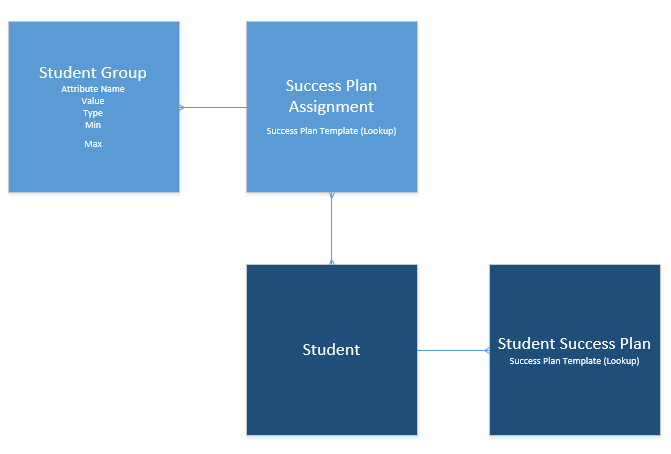 Student Group
Attribute Name
Value
Type
Min
Max
Success Plan
Assignment
Success Plan Template (Lookup)
Student
Student Success Plan
Success Plan Template (Lookup)